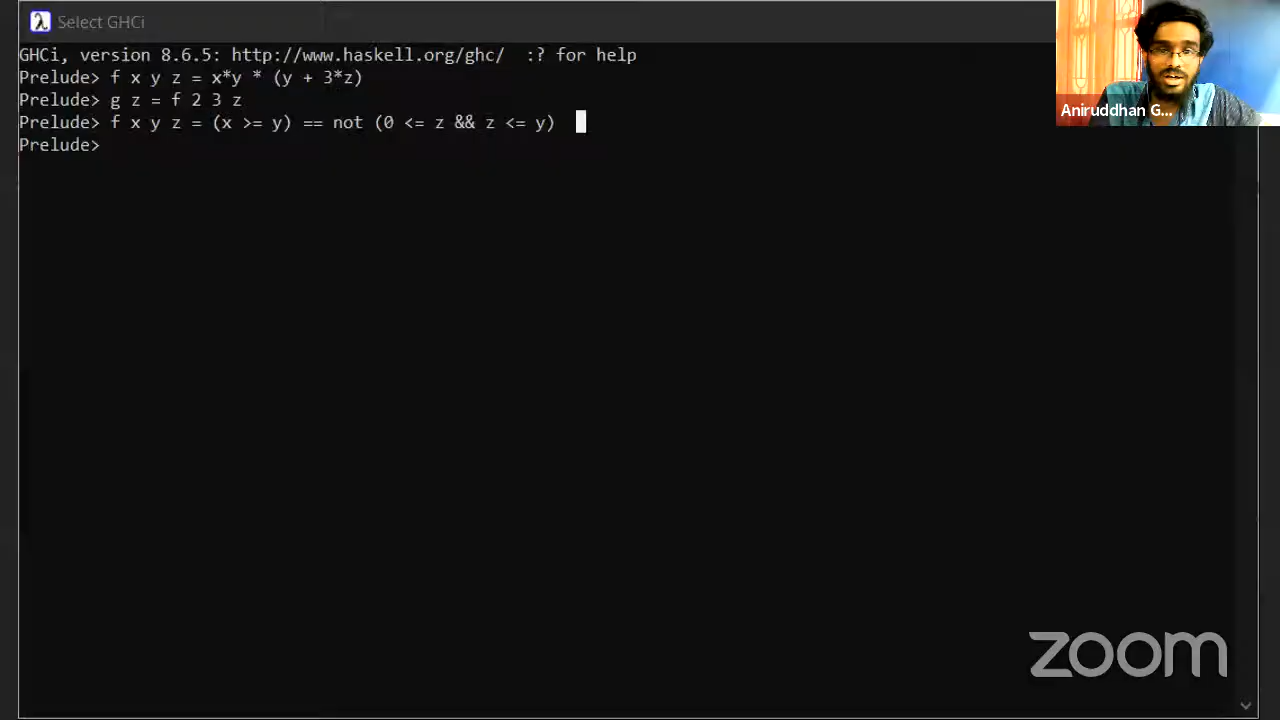 Select GHCi
GHCi, version 8.6.5: http://www.haskell.org/ghc/  :? for help
Prelude> f x y z = x*y * (y + 3*z)
Prelude> g z = f 2 3 z
Prelude> f x y z = (x >= y) == not (0 <= z && z <= y)
Prelude>
Aniruddhan G...
zoom